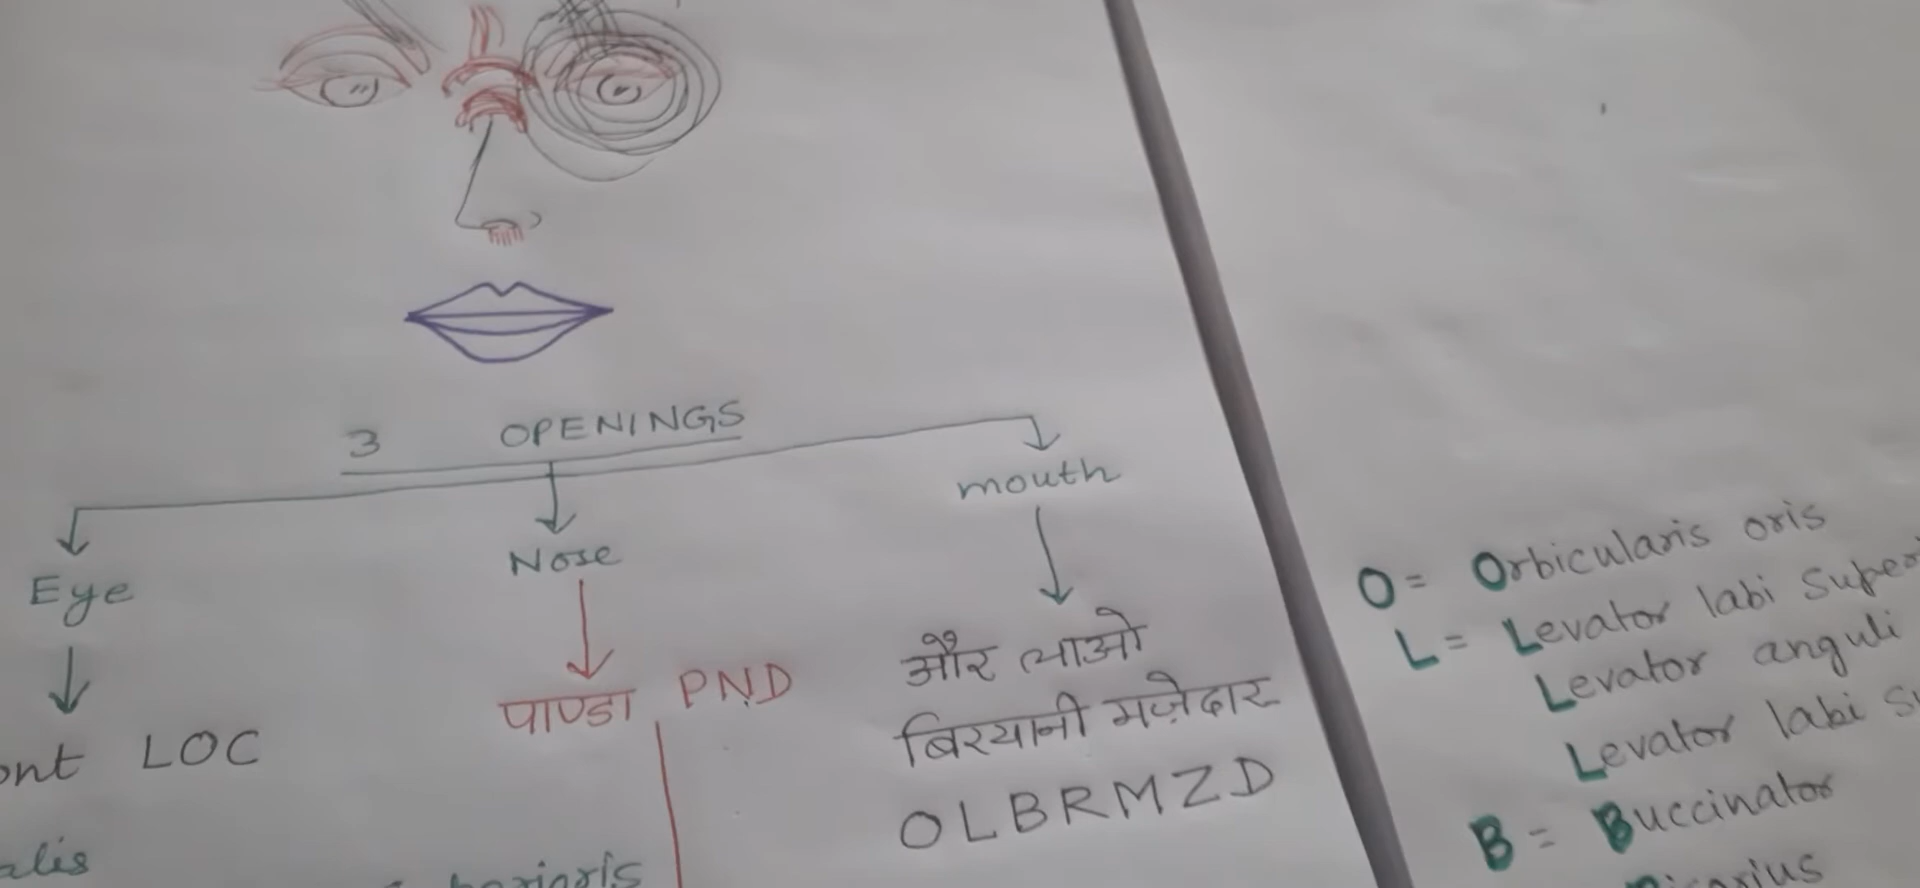 3 OPENINGS
Eye
Nose
mouth
LOC
पाण्डा PND
और लाओ
बिरयानी मज़ेदार
OLBRMZD
O = Orbicularis oris
L = Levator labi
Levator anguli
Levator labi
B = Buccinator